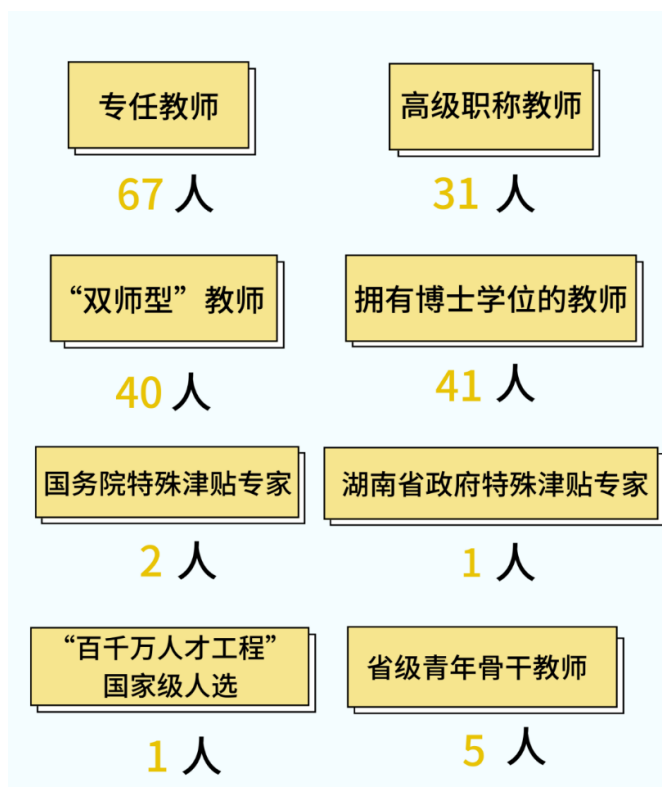 专任教师
67 人
高级职称教师
31 人
“双师型”教师
40 人
拥有博士学位的教师
41 人
国务院特殊津贴专家
2 人
湖南省政府特殊津贴专家
1 人
“百千万人才工程”
国家级人选
1 人
省级青年骨干教师
5 人